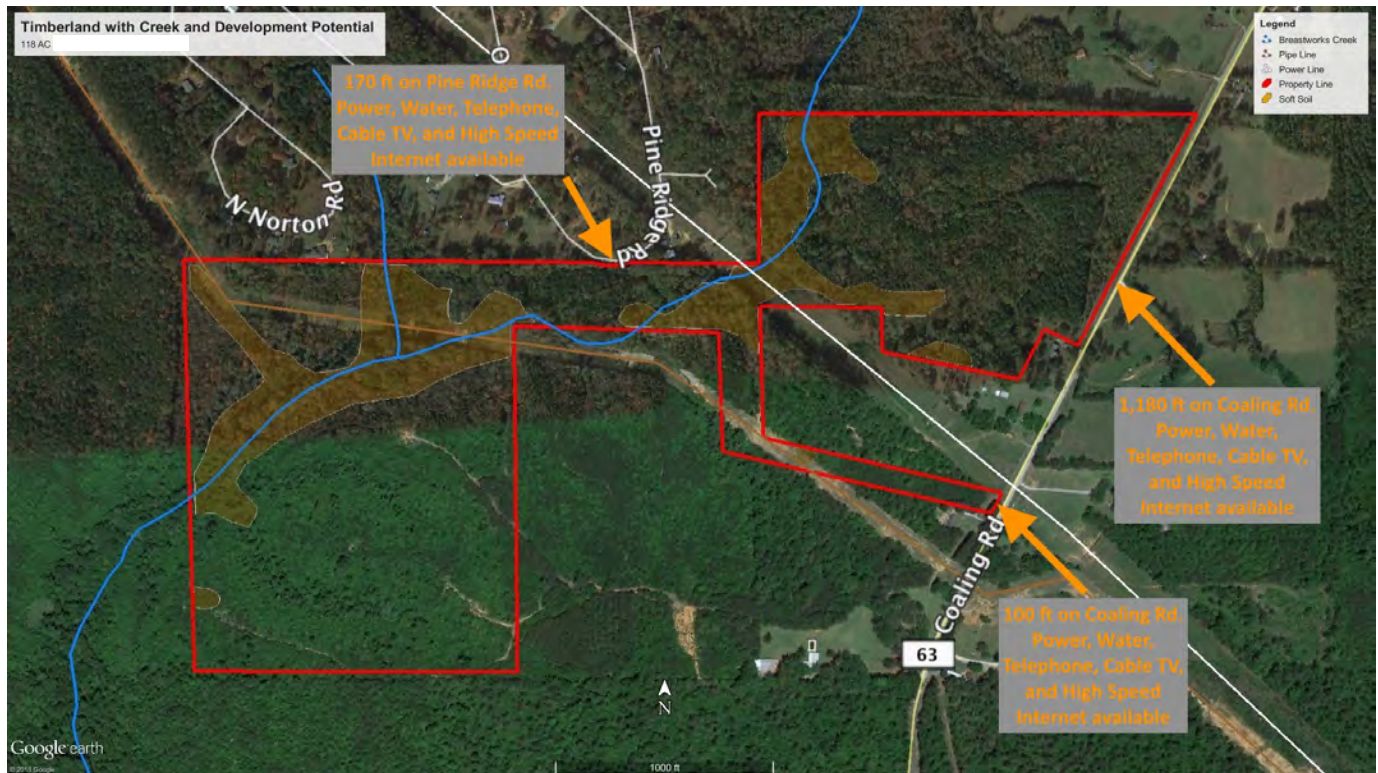 Timberland with Creek and Development Potential
118 AC
Legend
Breastworks Creek
Pipe Line
Power Line
Property Line
Soft Soil
170 ft on Pine Ridge Rd.
Power, Water, Telephone,
Cable TV, and High Speed
Internet available
O
Pine Ridge Rd
N-Norton-Rd
1,180 ft on Coaling Rd.
Power, Water,
Telephone, Cable TV,
and High Speed
Internet available
Coaling-Rd
63
100 ft on Coaling Rd.
Power, Water,
Telephone, Cable TV,
and High Speed
Internet available
N
Google earth
© 2013 Google
1000 ft